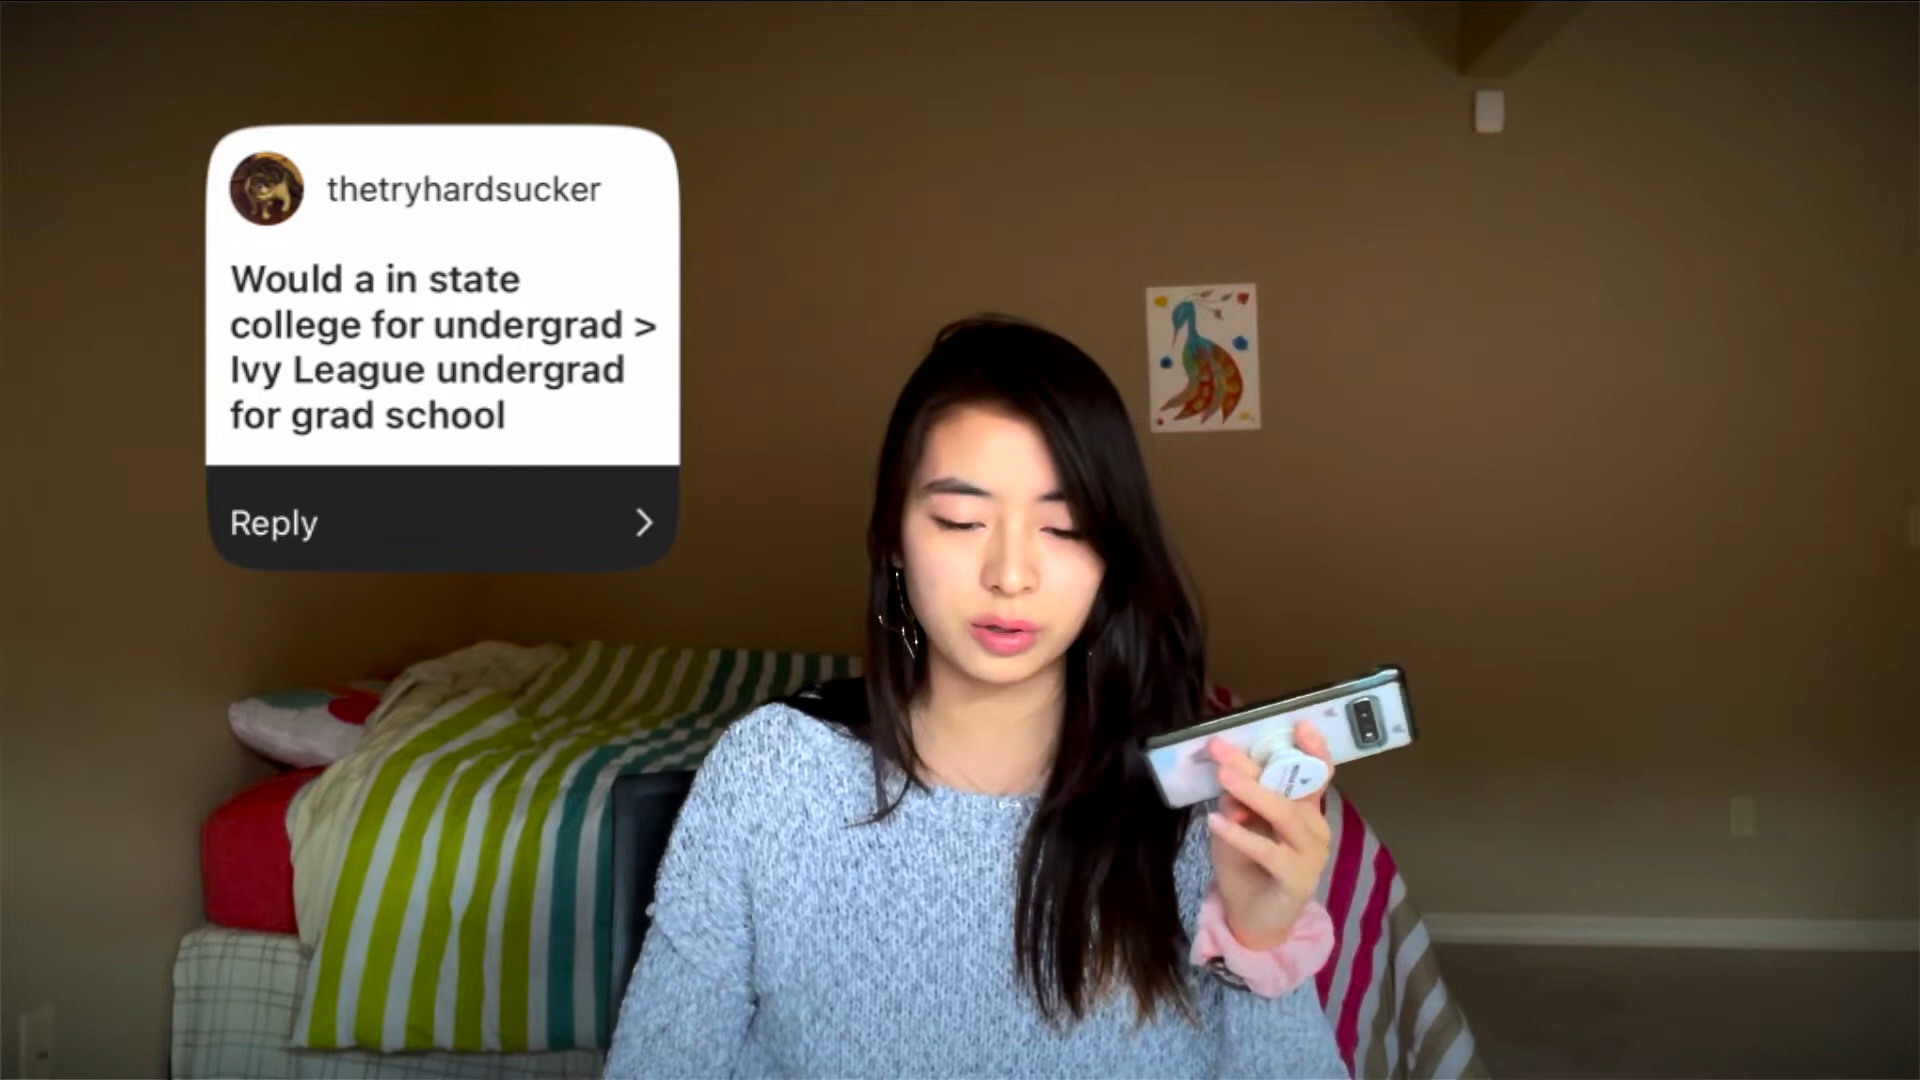 thetryhardsucker
Would a in state
college for undergrad >
Ivy League undergrad
for grad school
Reply